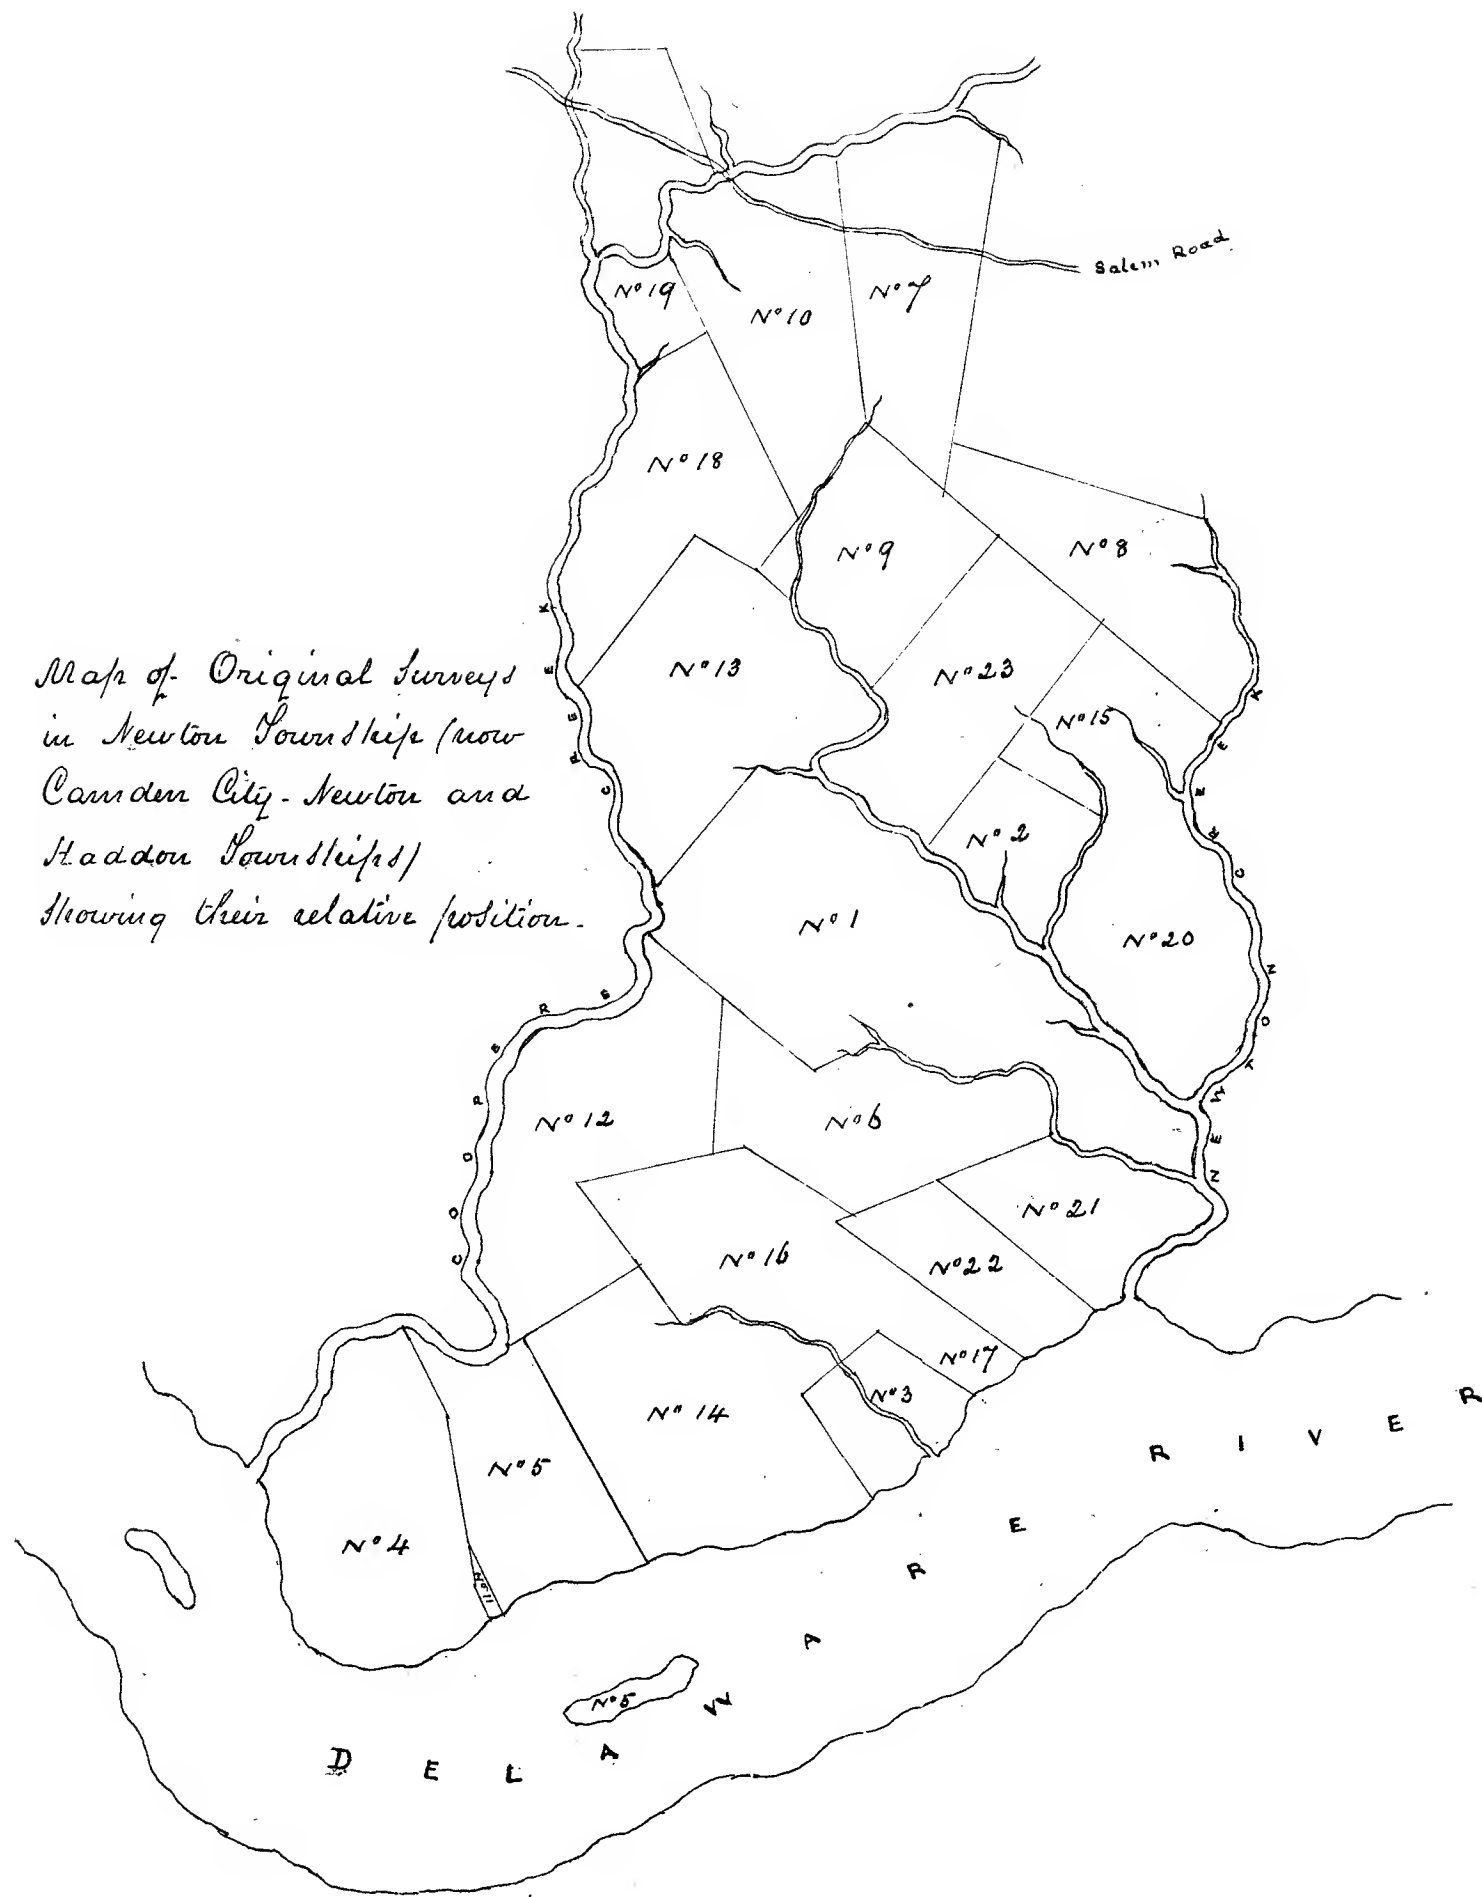 Salem Road
Nº 19
Nº 10
Nº 7
Nº 18
Nº 9
Nº 8
Map of Original Surveys
in Newton Township (now
Camden City - Newton and
Haddon Townships)
Showing their relative position.
Nº 13
Nº 23
Nº 15
Nº 2
Nº 1
Nº 20
COOPERS CREEK
NEWTON CREEK
Nº 12
Nº 6
Nº 21
Nº 16
Nº 22
Nº 17
Nº 3
Nº 14
Nº 5
Nº 4
Nº 11
Nº 5
DELAWARE RIVER